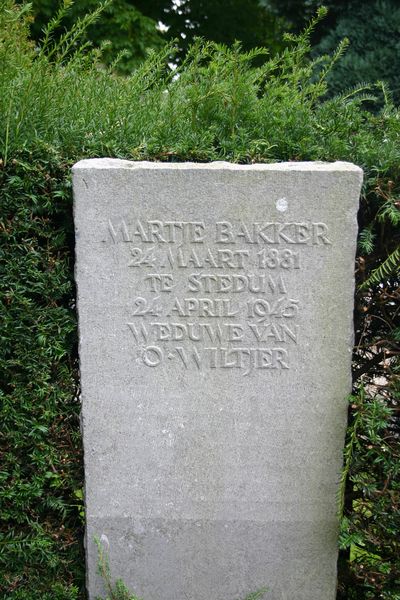 MARTJE BAKKER
24 MAART 1881
TE STEDUM
24 APRIL 1945
WEDUWE VAN
O·WILTJER